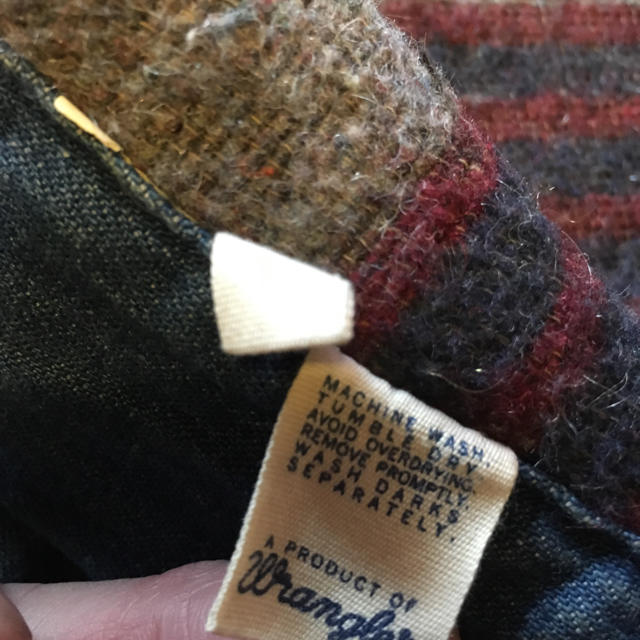 MACHINE WASH.
TUMBLE DRY.
AVOID OVERDRYING.
REMOVE PROMPTLY.
WASH DARKS
SEPARATELY.
A PRODUCT OF
Wrangler